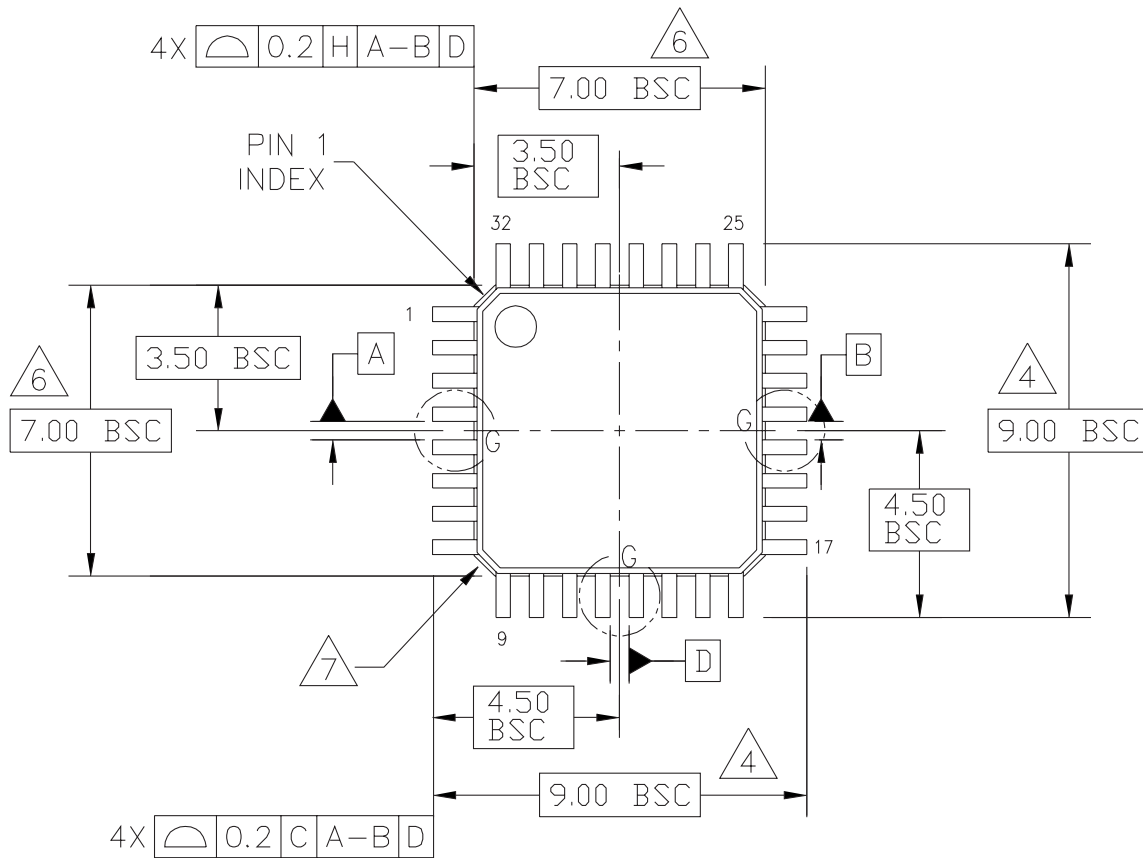 4X ⌓ 0.2 H A-B D
6
7.00 BSC
PIN 1
INDEX
3.50
BSC
32
25
1
3.50 BSC
A
B
6
4
7.00 BSC
G
G
9.00 BSC
4.50
BSC
17
G
9
7
D
4.50
BSC
4
9.00 BSC
4X ⌓ 0.2 C A-B D